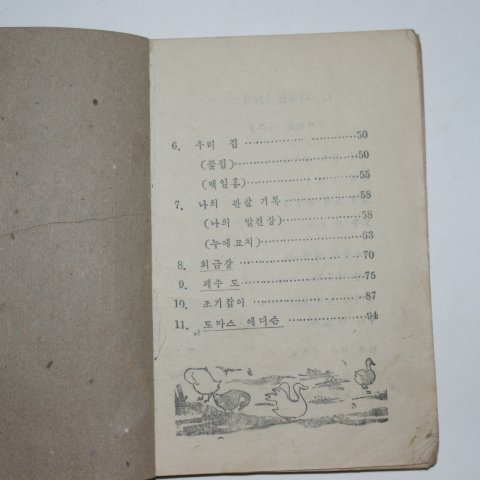 6. 우리 집 ························50
(꽃집)························50
(백일홍)························55
7. 나의 관찰 기록························58
(나의 발견장)························58
(누에고치)························63
8. 외금강························70
9. 제주 도························75
10. 조기잡이························87
11. 도마스 에디슨························94